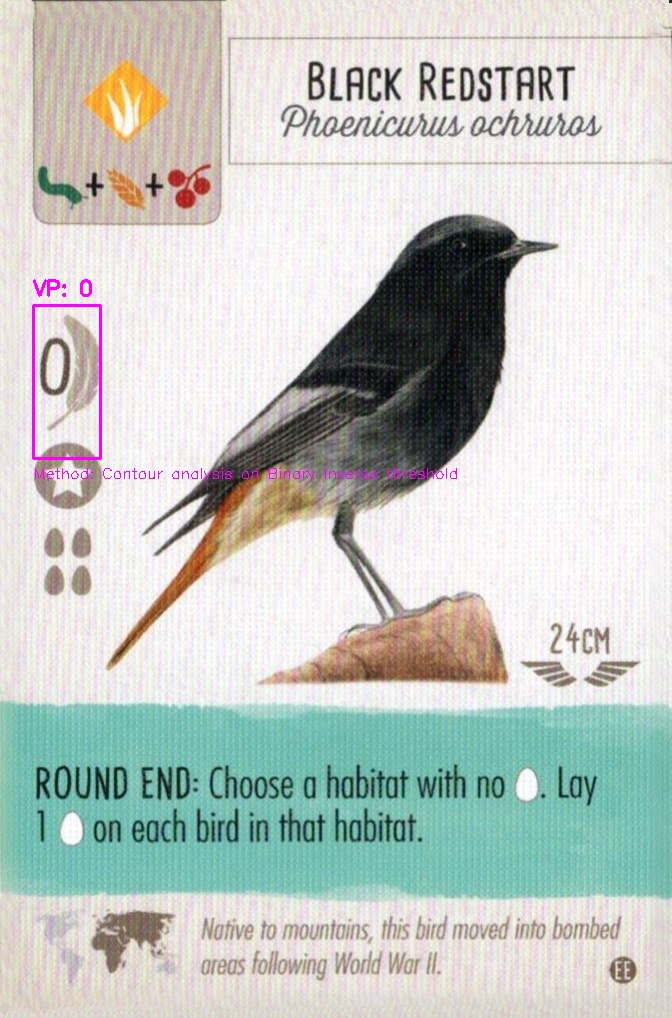 BLACK REDSTART
Phoenicurus ochruros
+ +
VP: 0
0
Method: Contour analysis on Binary inverse threshold
24CM
ROUND END: Choose a habitat with no . Lay
1 on each bird in that habitat.
Native to mountains, this bird moved into bombed
areas following World War II.
EE